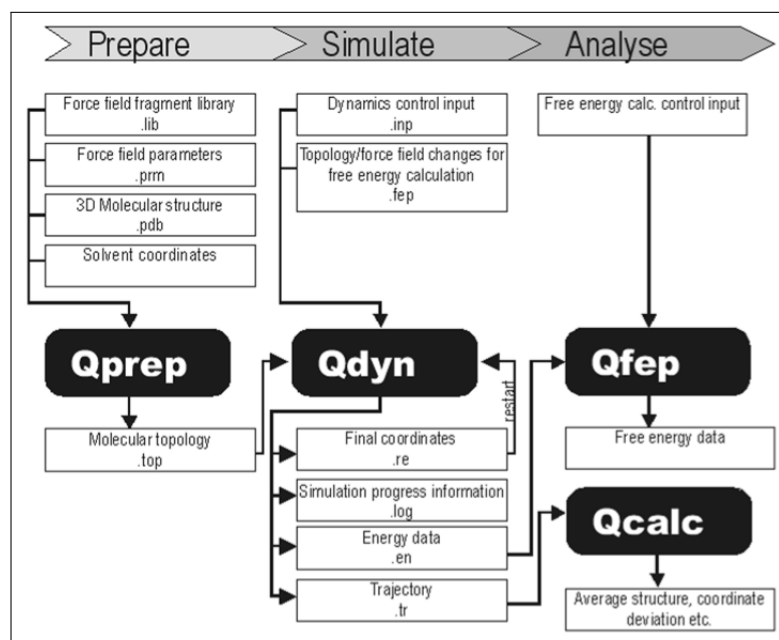 Prepare
Simulate
Analyse
Force field fragment library
.lib
Force field parameters
.prm
3D Molecular structure
.pdb
Solvent coordinates
Qprep
Molecular topology
.top
Dynamics control input
.inp
Topology/force field changes for
free energy calculation
.fep
Qdyn
restart
Final coordinates
.re
Simulation progress information
.log
Energy data
.en
Trajectory
.tr
Free energy calc. control input
Qfep
Free energy data
Qcalc
Average structure, coordinate
deviation etc.